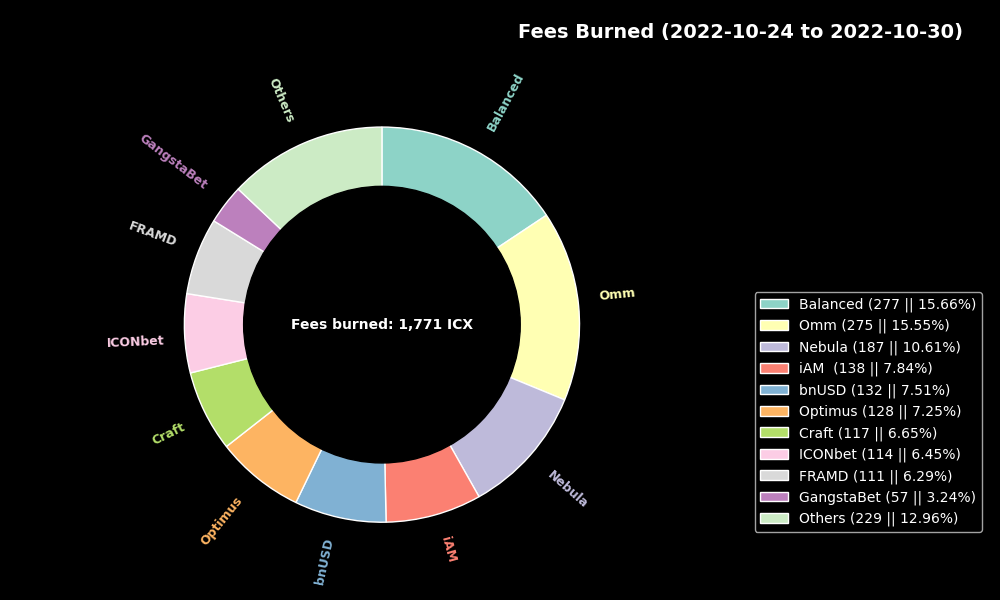 Fees Burned (2022-10-24 to 2022-10-30)
Others
Balanced
GangstaBet
FRAMD
Omm
ICONbet
Fees burned: 1,771 ICX
Craft
Nebula
Optimus
iAM
bnUSD
Balanced (277 || 15.66%)
Omm (275 || 15.55%)
Nebula (187 || 10.61%)
iAM  (138 || 7.84%)
bnUSD (132 || 7.51%)
Optimus (128 || 7.25%)
Craft (117 || 6.65%)
ICONbet (114 || 6.45%)
FRAMD (111 || 6.29%)
GangstaBet (57 || 3.24%)
Others (229 || 12.96%)